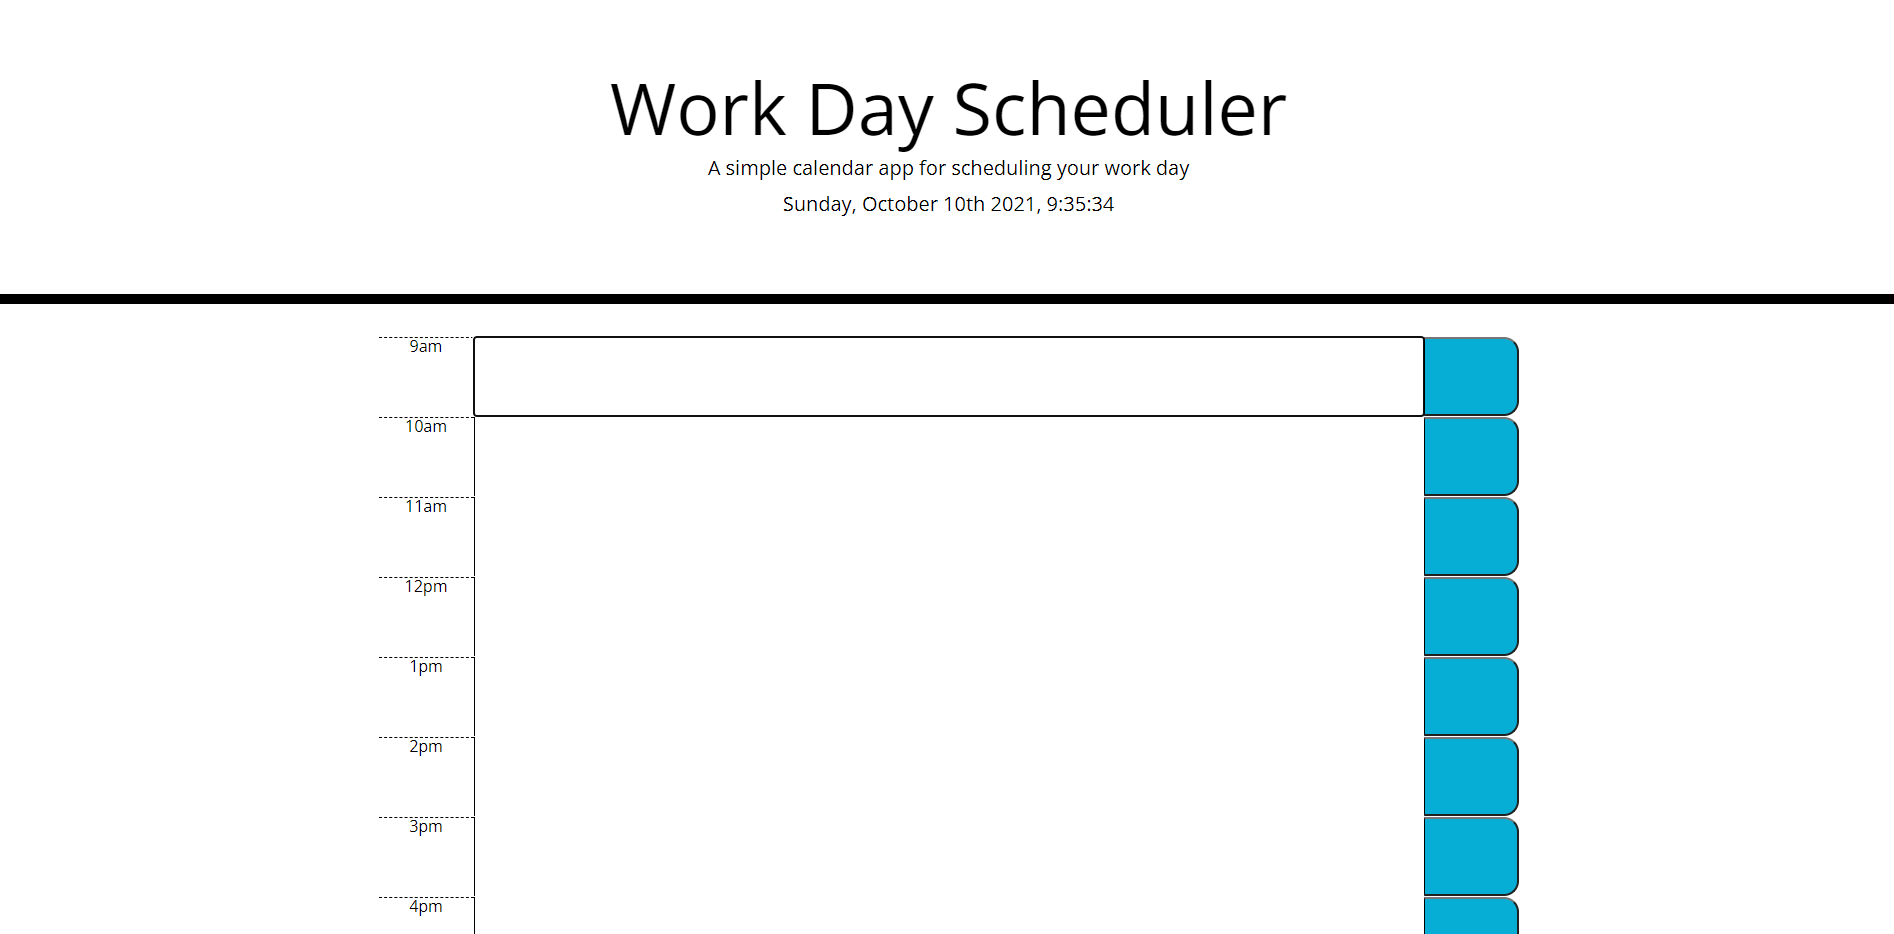 Work Day Scheduler
A simple calendar app for scheduling your work day
Sunday, October 10th 2021, 9:35:34
9am
10am
11am
12pm
1pm
2pm
3pm
4pm